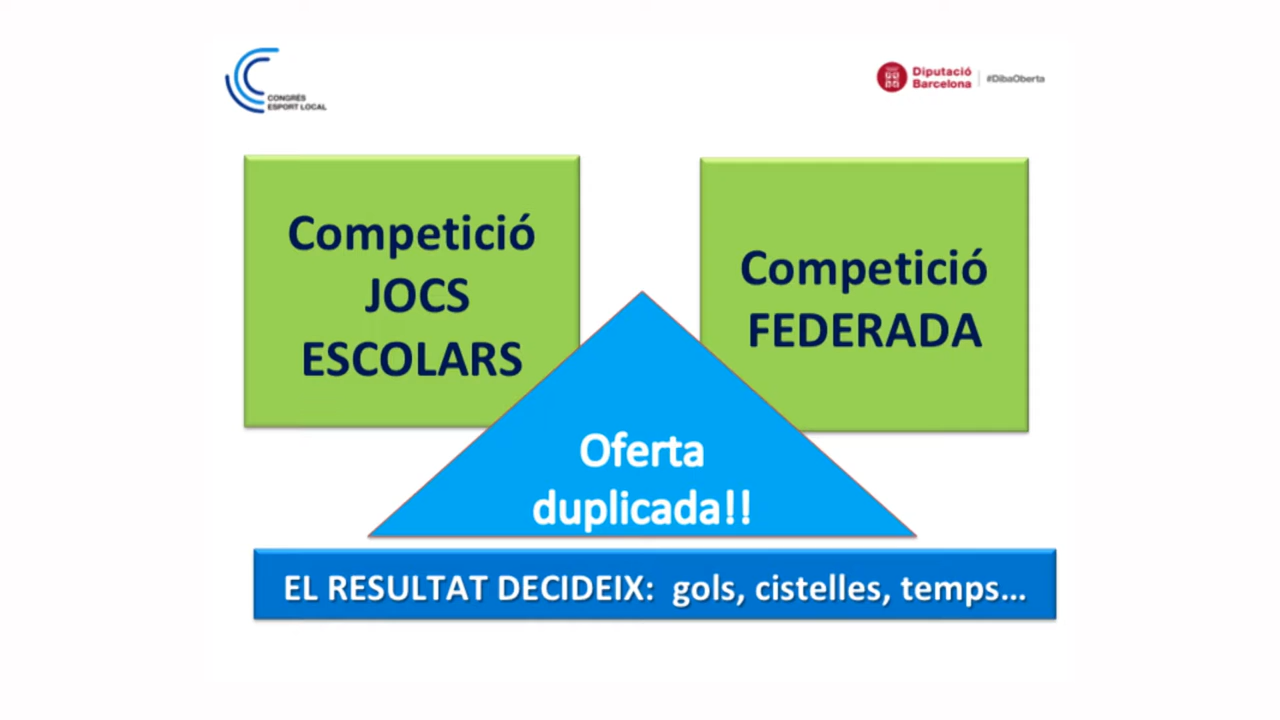 CONGRÉS
ESPORT LOCAL
Diputació
Barcelona
#DibaOberta
Competició
JOCS
ESCOLARS
Competició
FEDERADA
Oferta
duplicada!!
EL RESULTAT DECIDEIX: gols, cistelles, temps...